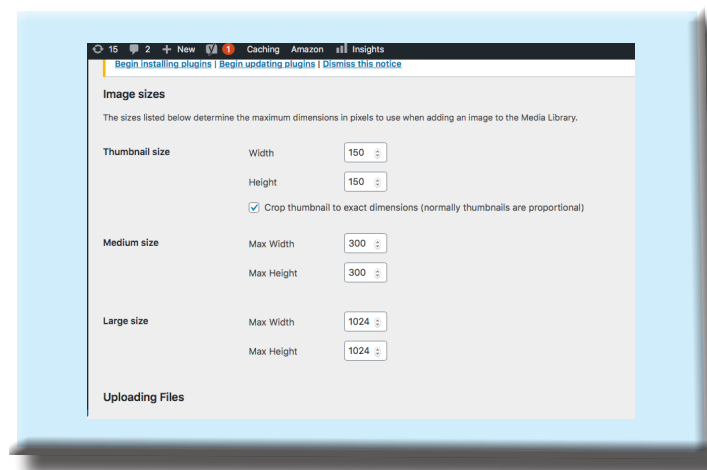 15 2 + New 1 Caching Amazon Insights
Begin installing plugins | Begin updating plugins | Dismiss this notice
Image sizes
The sizes listed below determine the maximum dimensions in pixels to use when adding an image to the Media Library.
Thumbnail size Width 150
Height 150
Crop thumbnail to exact dimensions (normally thumbnails are proportional)
Medium size Max Width 300
Max Height 300
Large size Max Width 1024
Max Height 1024
Uploading Files